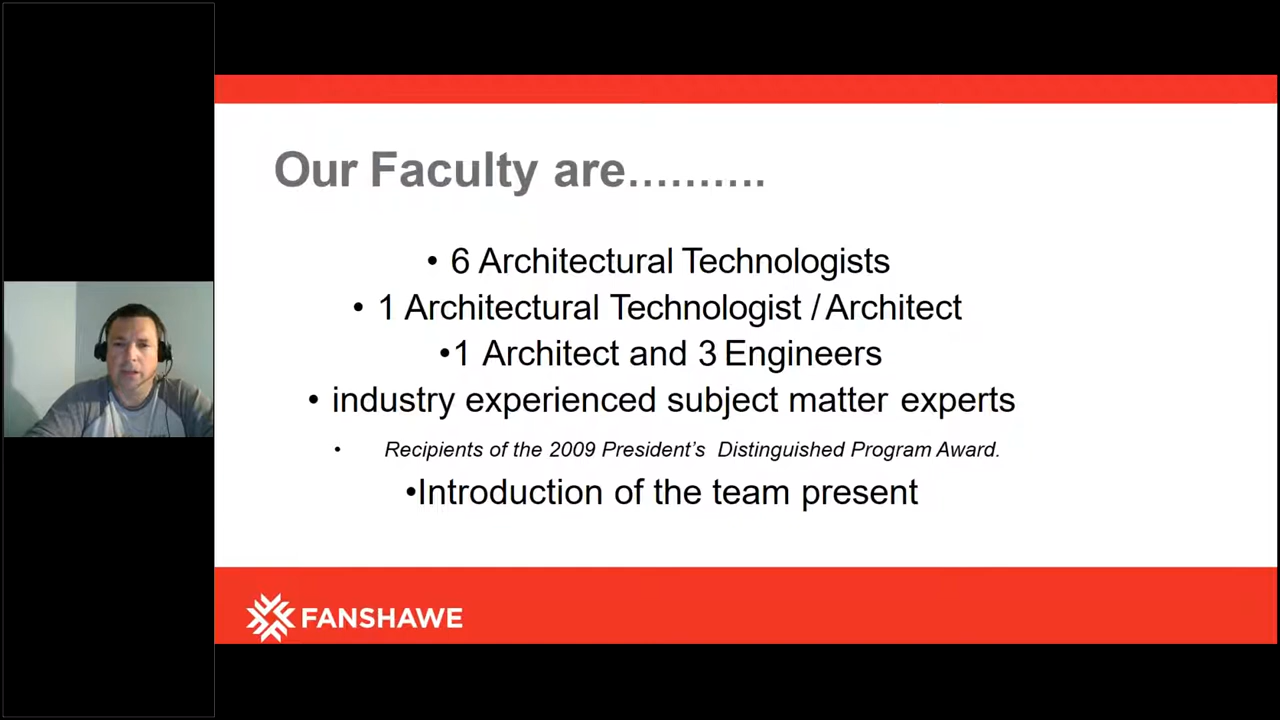 Our Faculty are..........
• 6 Architectural Technologists
• 1 Architectural Technologist / Architect
•1 Architect and 3 Engineers
• industry experienced subject matter experts
• Recipients of the 2009 President’s Distinguished Program Award.
•Introduction of the team present
FANSHAWE